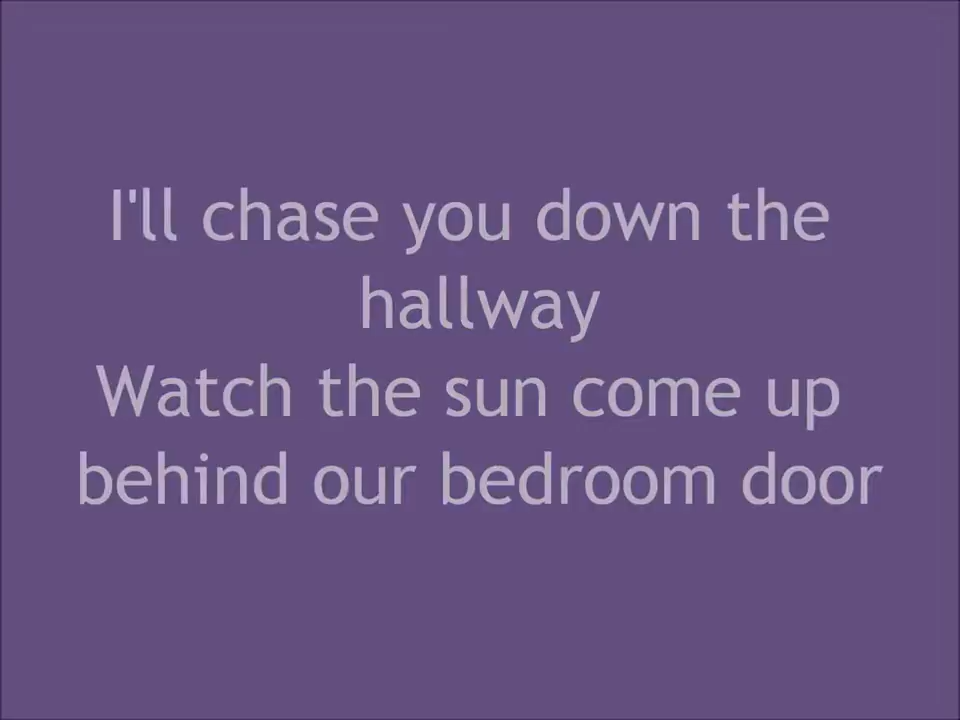 I'll chase you down the
hallway
Watch the sun come up
behind our bedroom door